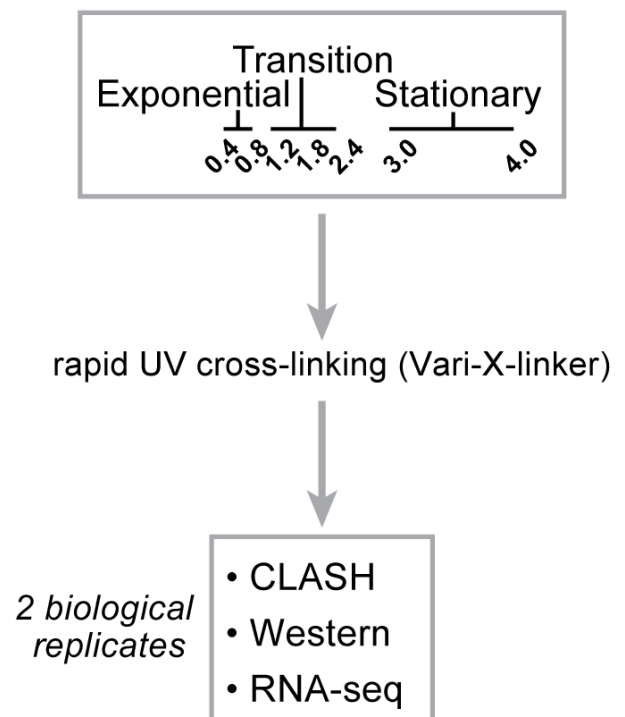 Transition
Exponential Stationary
0.4 0.8 1.2 1.8 2.4 3.0 4.0
rapid UV cross-linking (Vari-X-linker)
• CLASH
2 biological
replicates
• Western
• RNA-seq